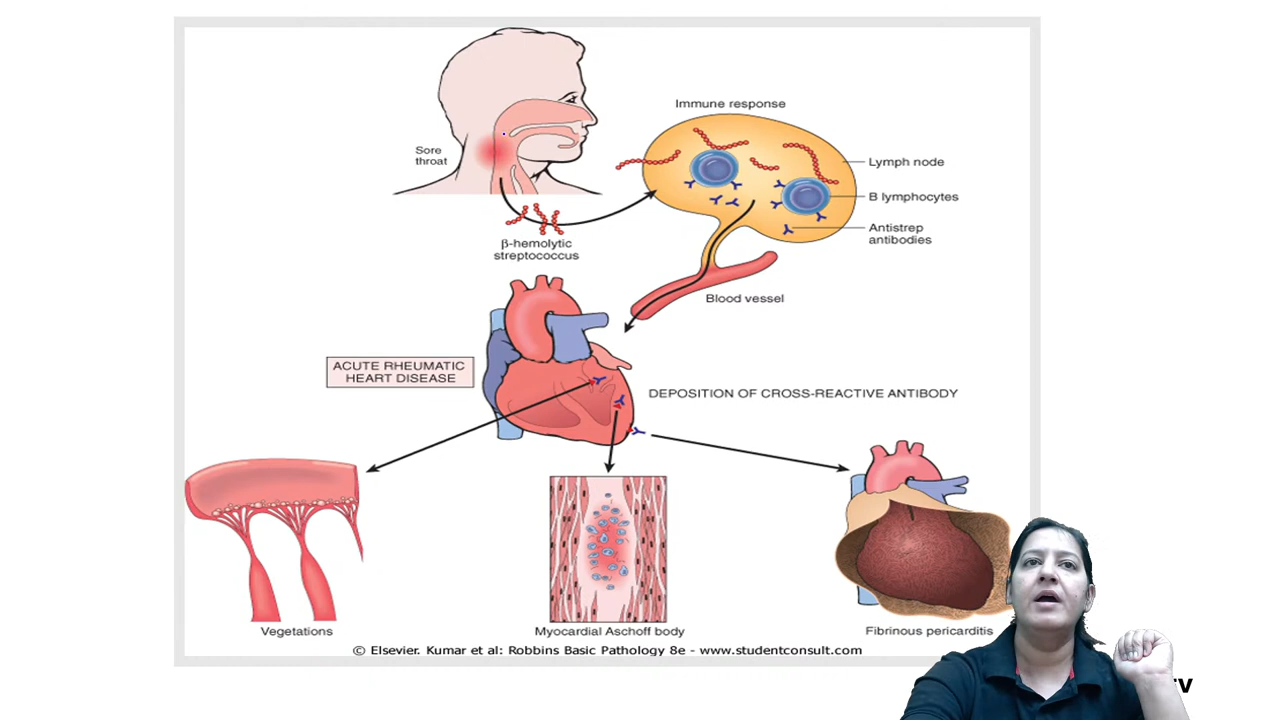 Immune response
Sore
throat
Lymph node
B lymphocytes
Antistrep
antibodies
β-hemolytic
streptococcus
Blood vessel
ACUTE RHEUMATIC
HEART DISEASE
DEPOSITION OF CROSS-REACTIVE ANTIBODY
Vegetations
Myocardial Aschoff body
Fibrinous pericarditis
© Elsevier. Kumar et al: Robbins Basic Pathology 8e - www.studentconsult.com